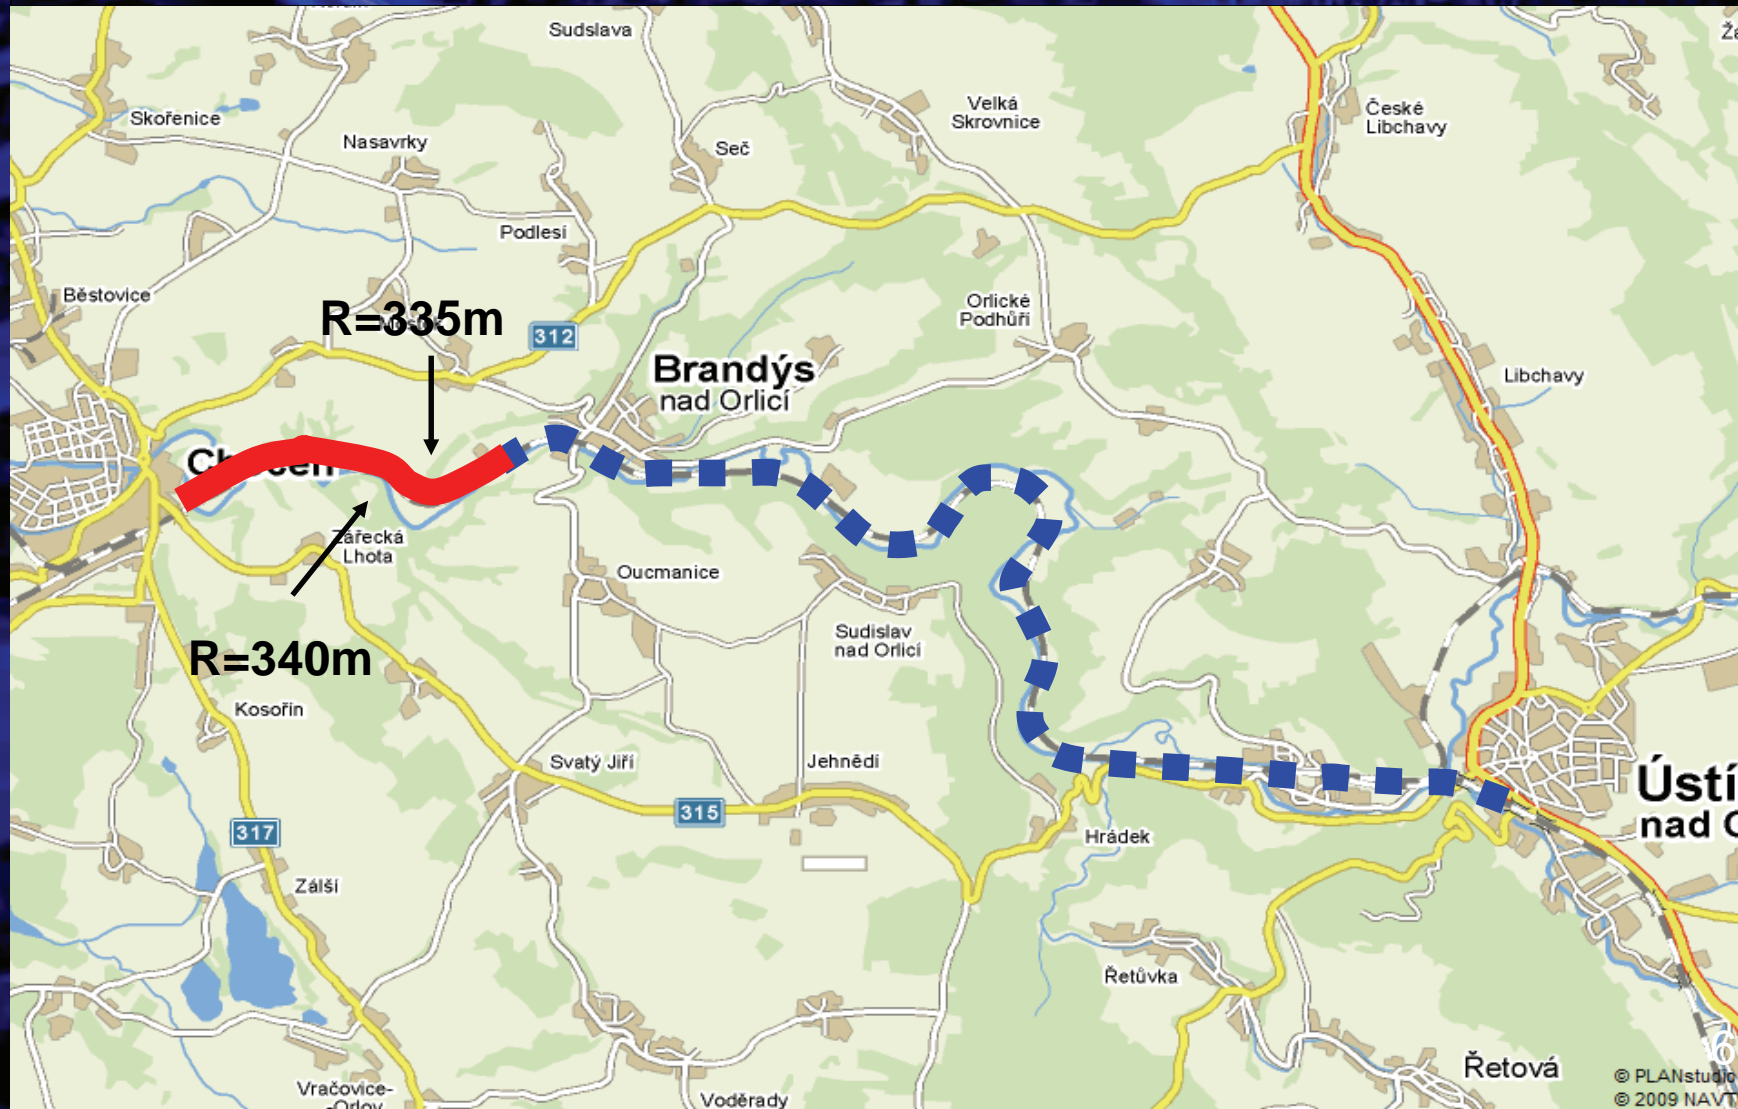 Sudslava
Skořenice
Nasavrky
Seč
Velká
Skrovnice
České
Libchavy
Podlesí
Běstovice
R=335m
312
Orlické
Podhůří
Brandýs
nad Orlicí
Libchavy
Zářecká
Lhota
Oucmanice
R=340m
Sudislav
nad Orlicí
Kosořín
Svatý Jiří
Jehnědí
315
317
Hrádek
Ústí
nad O
Zálší
Řetůvka
Řetová
Vračovice-
-Orlov
Voděrady
6
© PLANstudio
© 2009 NAVT